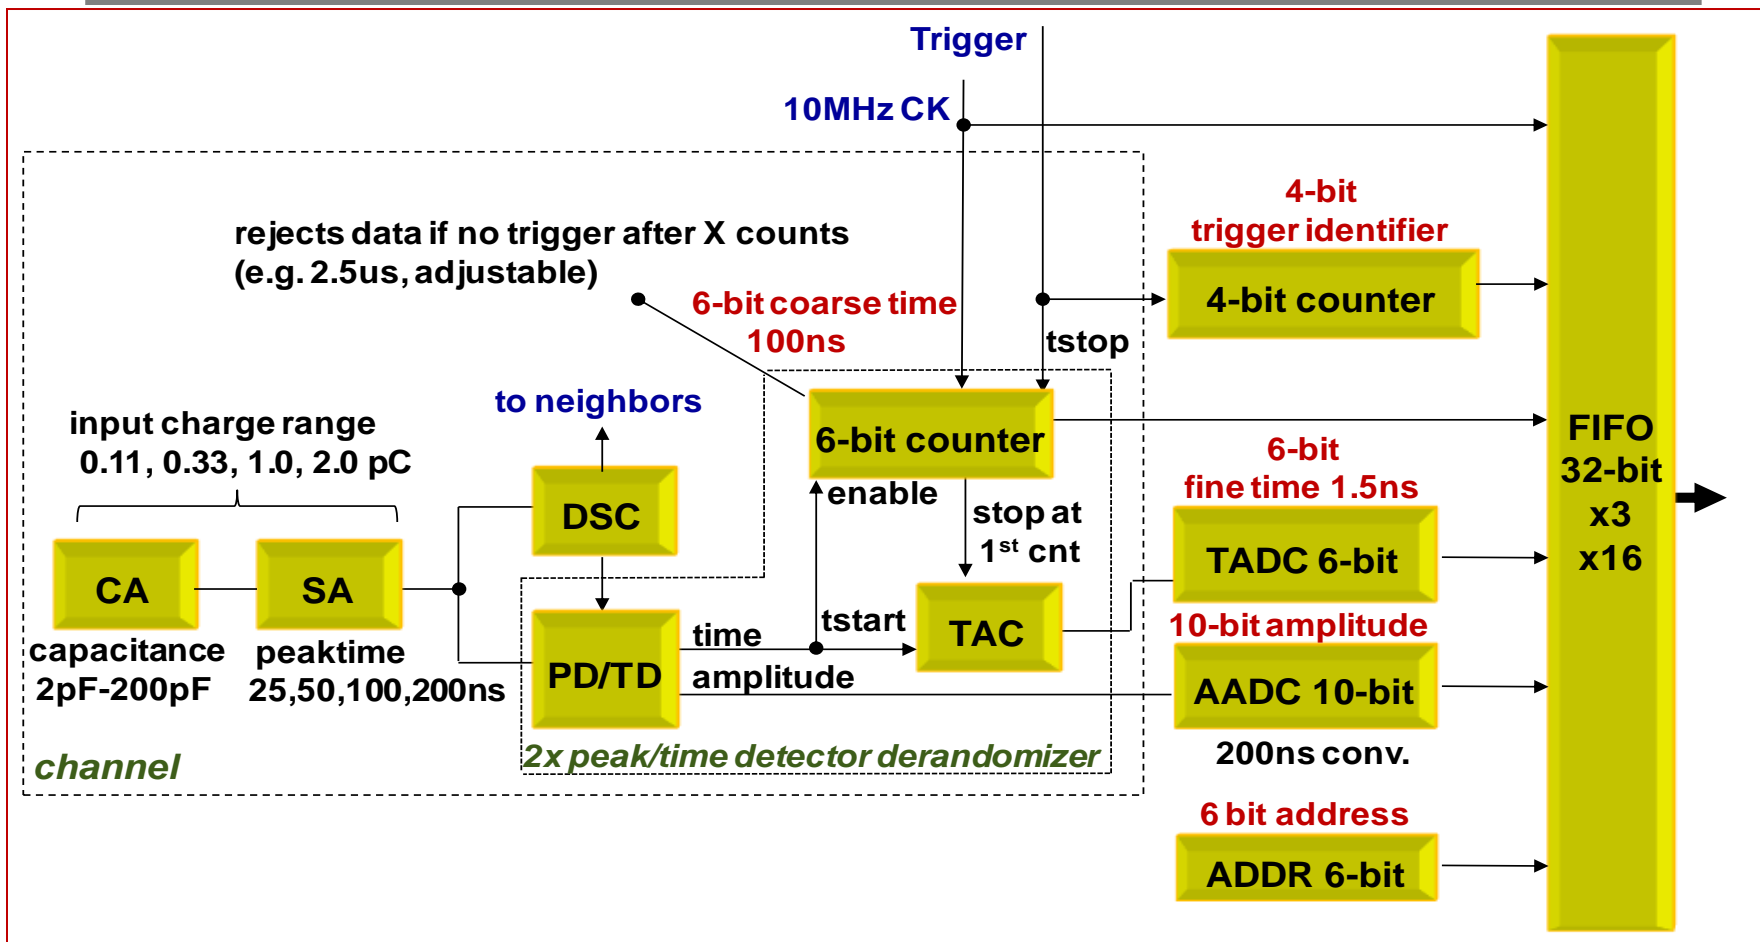 Trigger
10MHz CK
4-bit
trigger identifier
4-bit counter
rejects data if no trigger after X counts
(e.g. 2.5us, adjustable)
6-bit coarse time
100ns
tstop
to neighbors
input charge range
0.11, 0.33, 1.0, 2.0 pC
6-bit counter
enable
DSC
stop at
1st cnt
6-bit
fine time 1.5ns
TADC 6-bit
FIFO
32-bit
x3
x16
CA
SA
capacitance
2pF-200pF
peaktime
25,50,100,200ns
PD/TD
time
amplitude
tstart
TAC
10-bit amplitude
AADC 10-bit
200ns conv.
2x peak/time detector derandomizer
channel
6 bit address
ADDR 6-bit